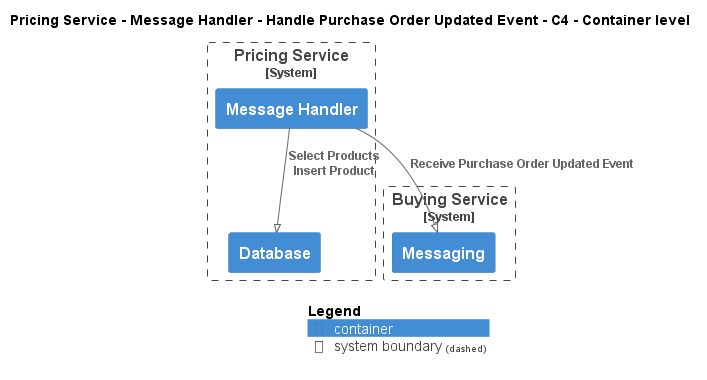 Pricing Service - Message Handler - Handle Purchase Order Updated Event - C4 - Container level
Pricing Service
[System]
Message Handler
Select Products
Insert Product
Receive Purchase Order Updated Event
Buying Service
[System]
Database
Messaging
Legend
container
system boundary (dashed)